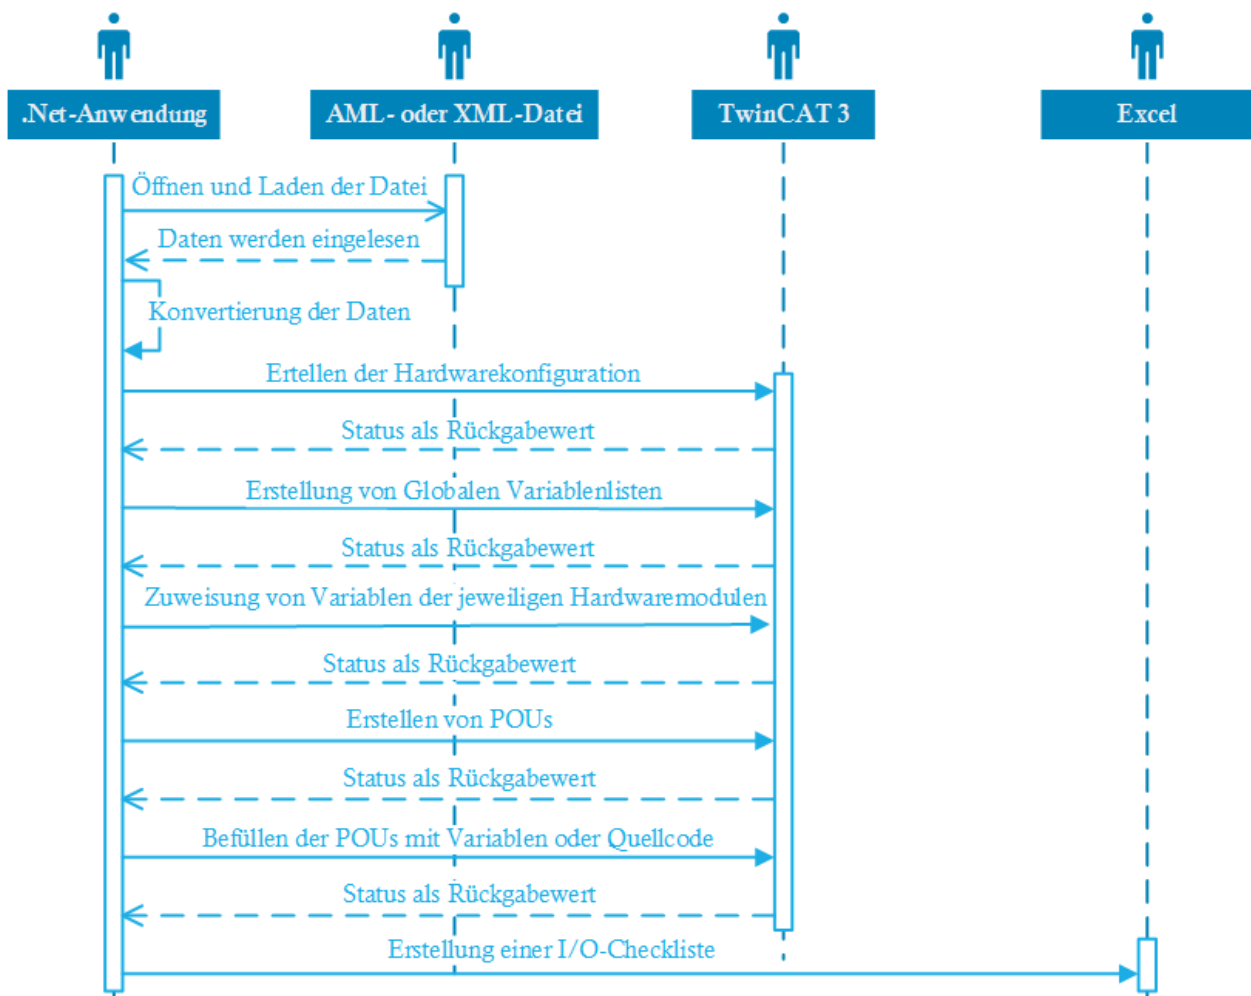 .Net-Anwendung
AML- oder XML-Datei
TwinCAT 3
Excel
Öffnen und Laden der Datei
Daten werden eingelesen
Konvertierung der Daten
Ertellen der Hardwarekonfiguration
Status als Rückgabewert
Erstellung von Globalen Variablenlisten
Status als Rückgabewert
Zuweisung von Variablen der jeweiligen Hardwaremodulen
Status als Rückgabewert
Erstellen von POUs
Status als Rückgabewert
Befüllen der POUs mit Variablen oder Quellcode
Status als Rückgabewert
Erstellung einer I/O-Checkliste